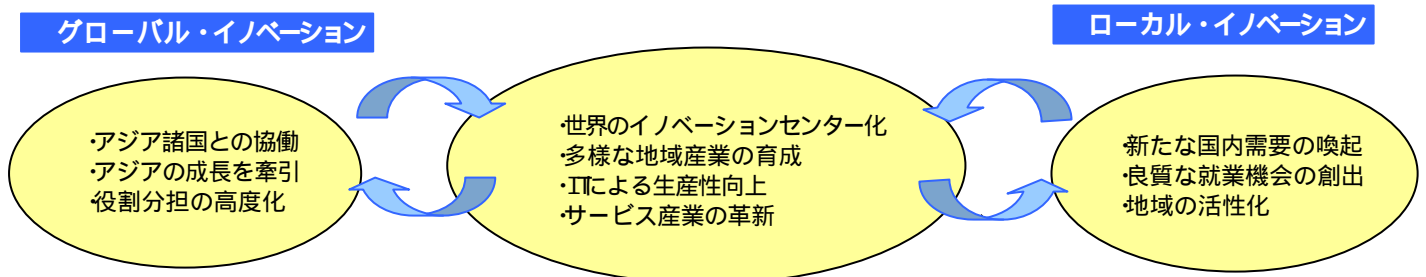 グローバル・イノベーション
ローカル・イノベーション
・アジア諸国との協働
・アジアの成長を牽引
・役割分担の高度化
・世界のイノベーションセンター化
・多様な地域産業の育成
・ITによる生産性向上
・サービス産業の革新
・新たな国内需要の喚起
・良質な就業機会の創出
・地域の活性化